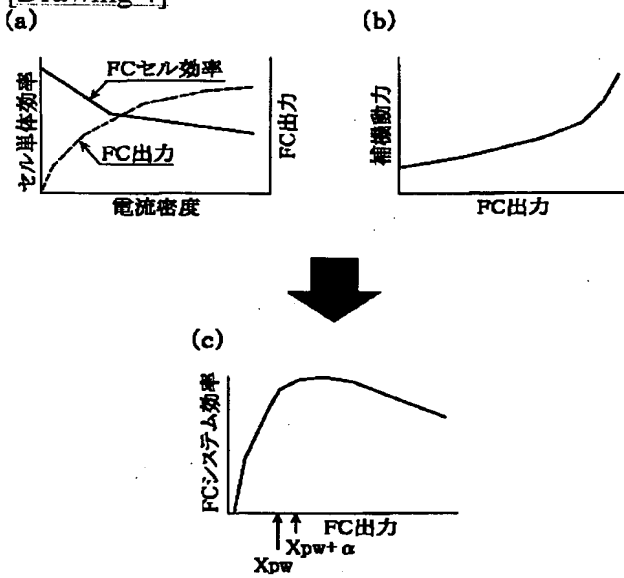 [Drawing 4]
(a)
FCセル効率
セル単体効率
FC出力
FC出力
電流密度
(b)
補機動力
FC出力
(c)
FCシステム効率
FC出力
Xpw+α
Xpw